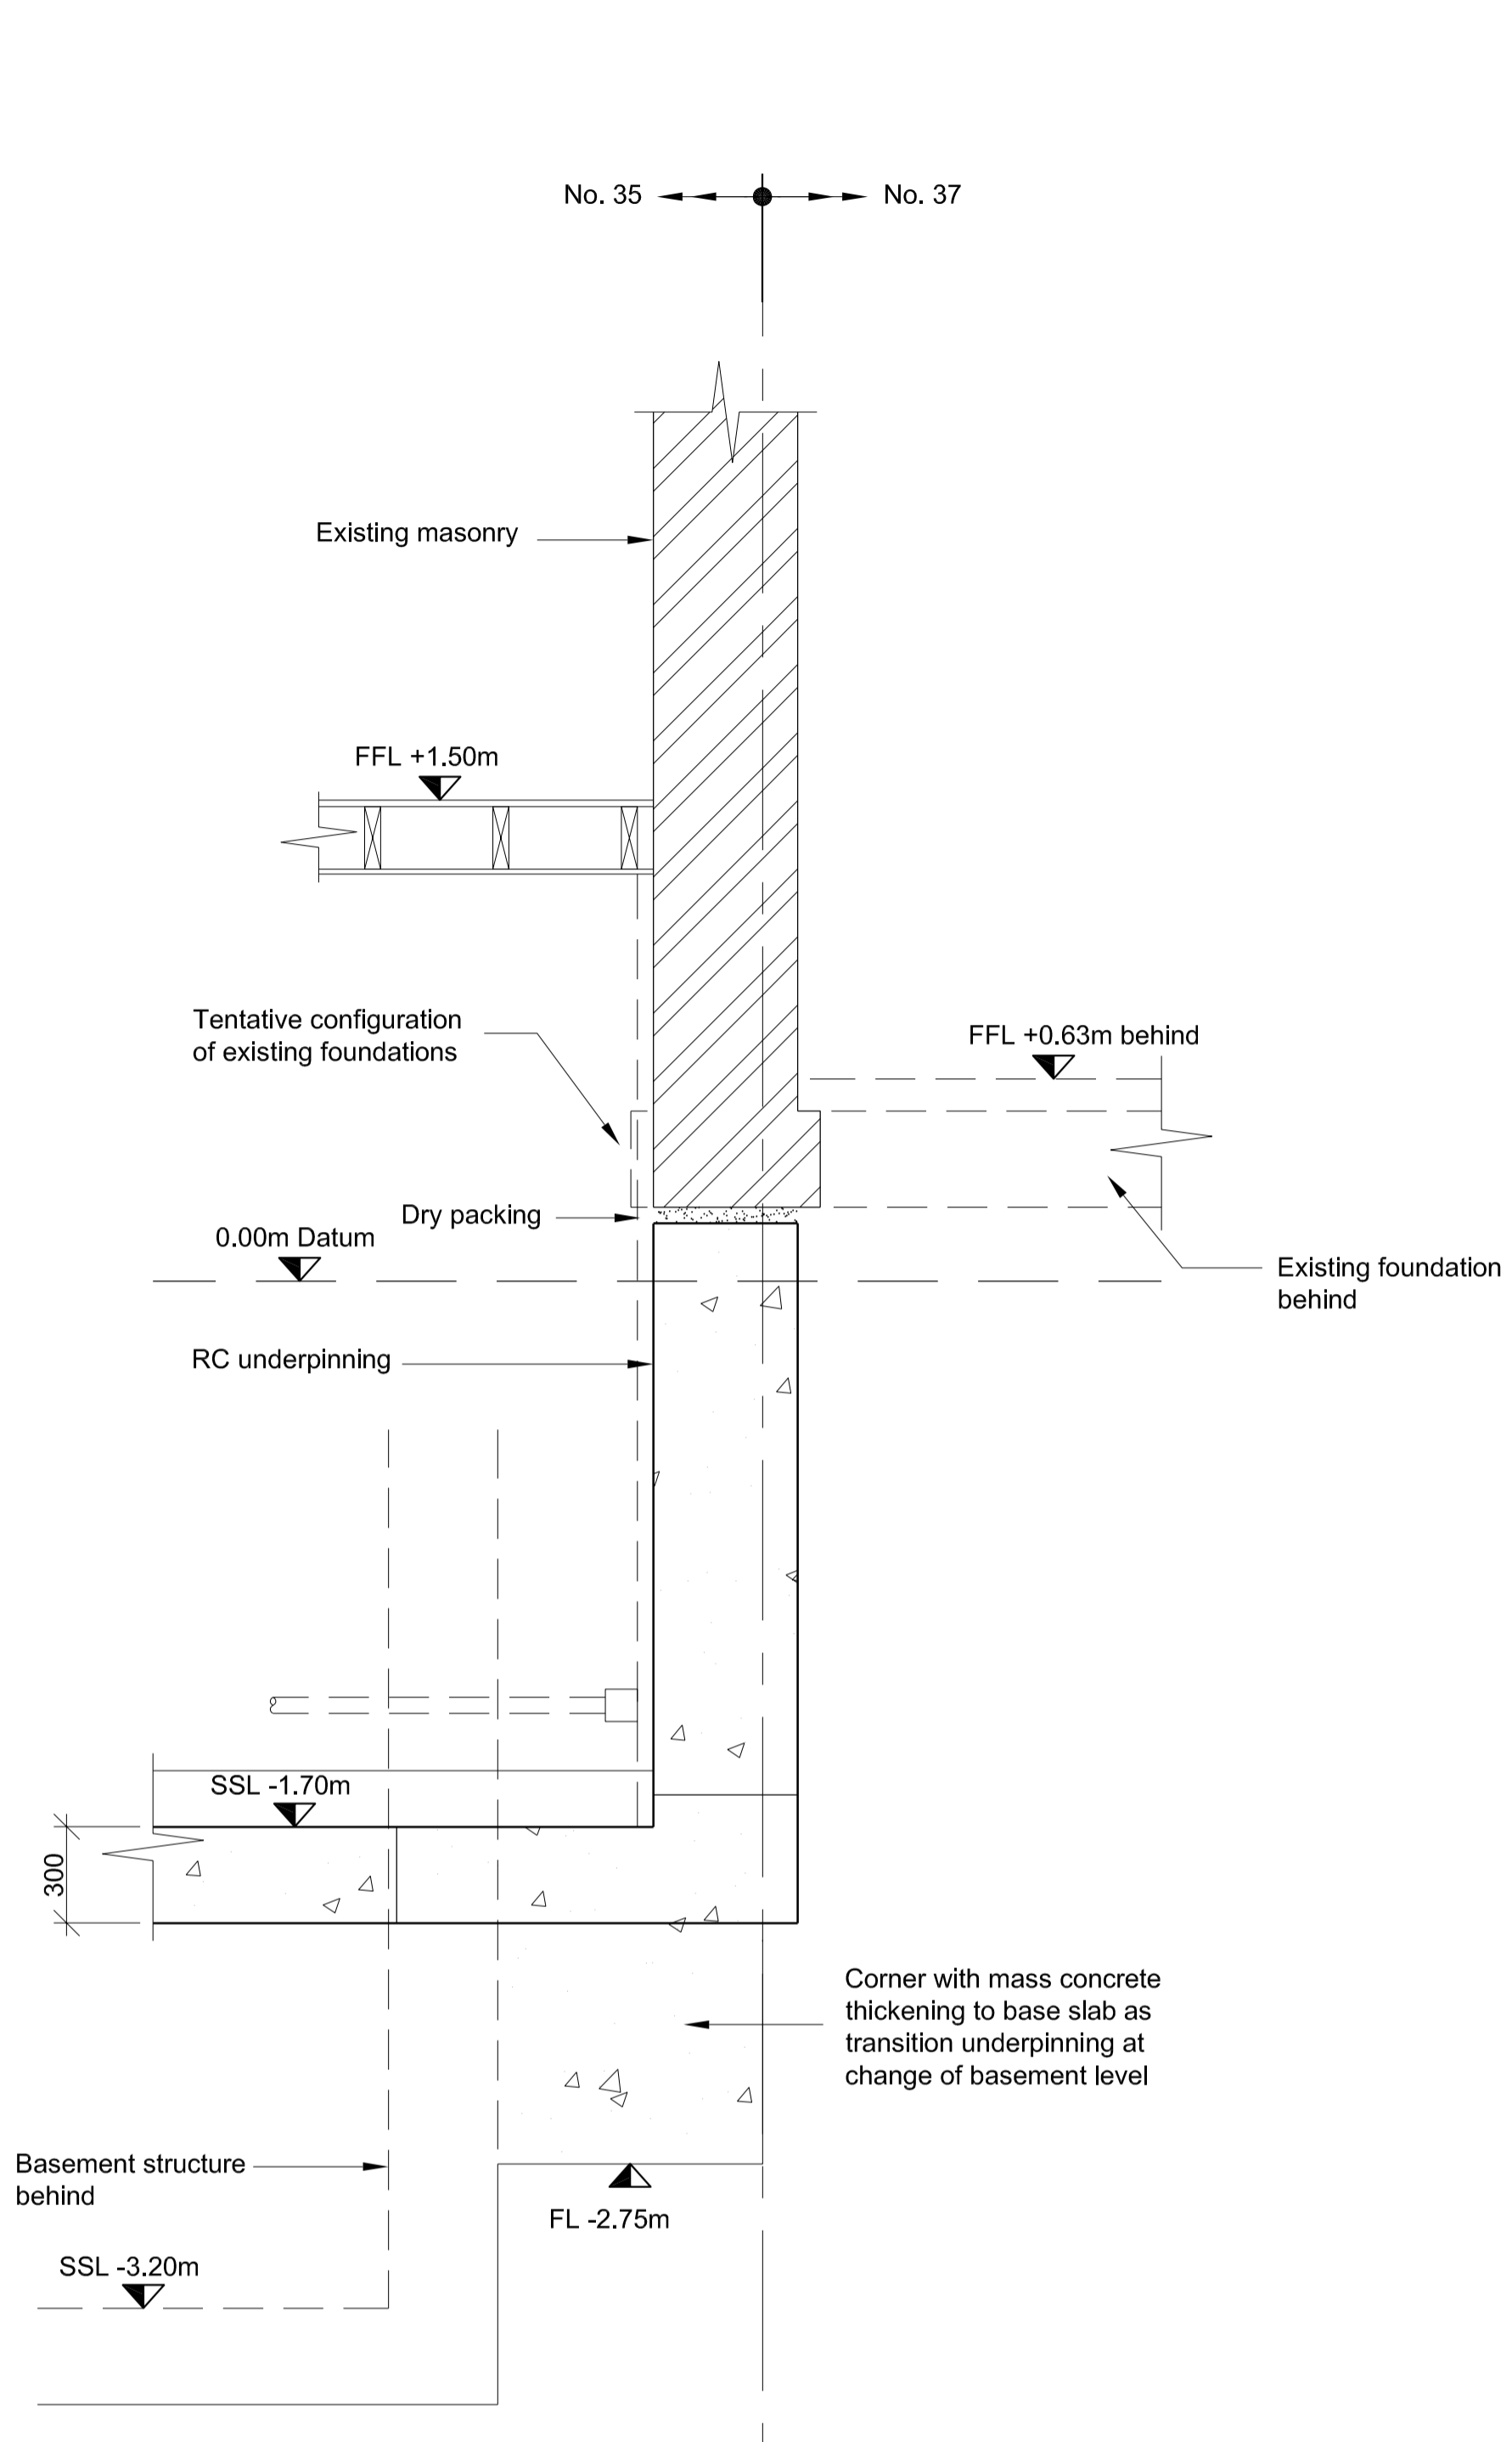 No. 35
No. 37
Existing masonry
FFL +1.50m
Tentative configuration
of existing foundations
FFL +0.63m behind
Dry packing
0.00m Datum
Existing foundation
behind
RC underpinning
SSL -1.70m
300
Corner with mass concrete
thickening to base slab as
transition underpinning at
change of basement level
Basement structure
behind
FL -2.75m
SSL -3.20m